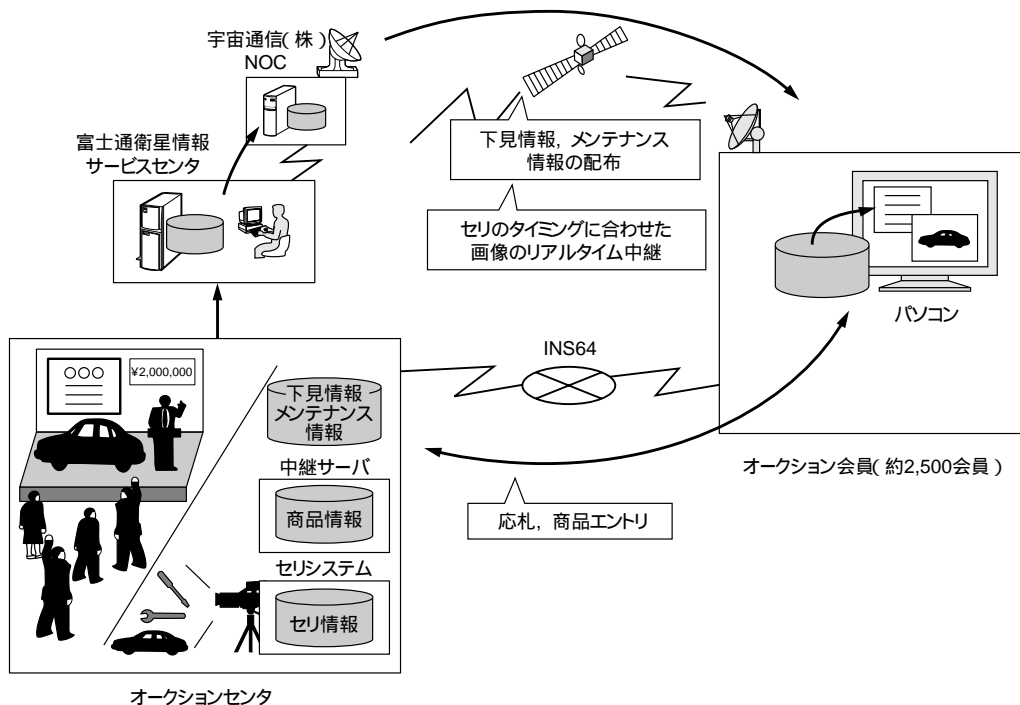 宇宙通信(株)
NOC
富士通衛星情報
サービスセンタ
下見情報，メンテナンス
情報の配布
セリのタイミングに合わせた
画像のリアルタイム中継
パソコン
INS64
オークション会員(約2,500会員)
応札，商品エントリ
○○○
¥2,000,000
下見情報
メンテナンス
情報
中継サーバ
商品情報
セリシステム
セリ情報
オークションセンタ